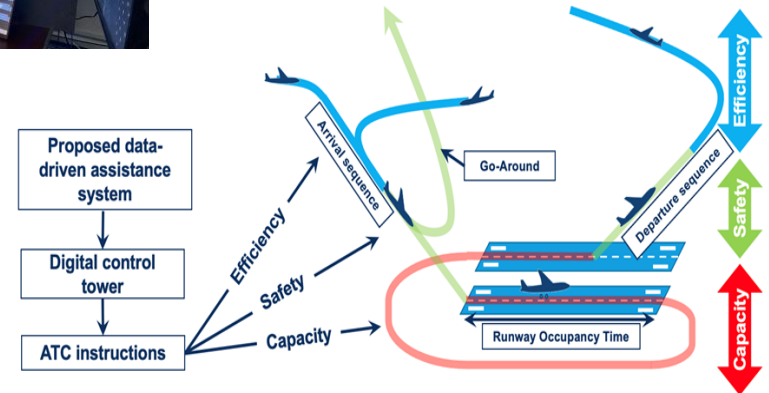 Proposed data-
driven assistance
system
Digital control
tower
ATC instructions
Efficiency
Safety
Capacity
Arrival sequence
Go-Around
Departure sequence
Runway Occupancy Time
Efficiency
Safety
Capacity